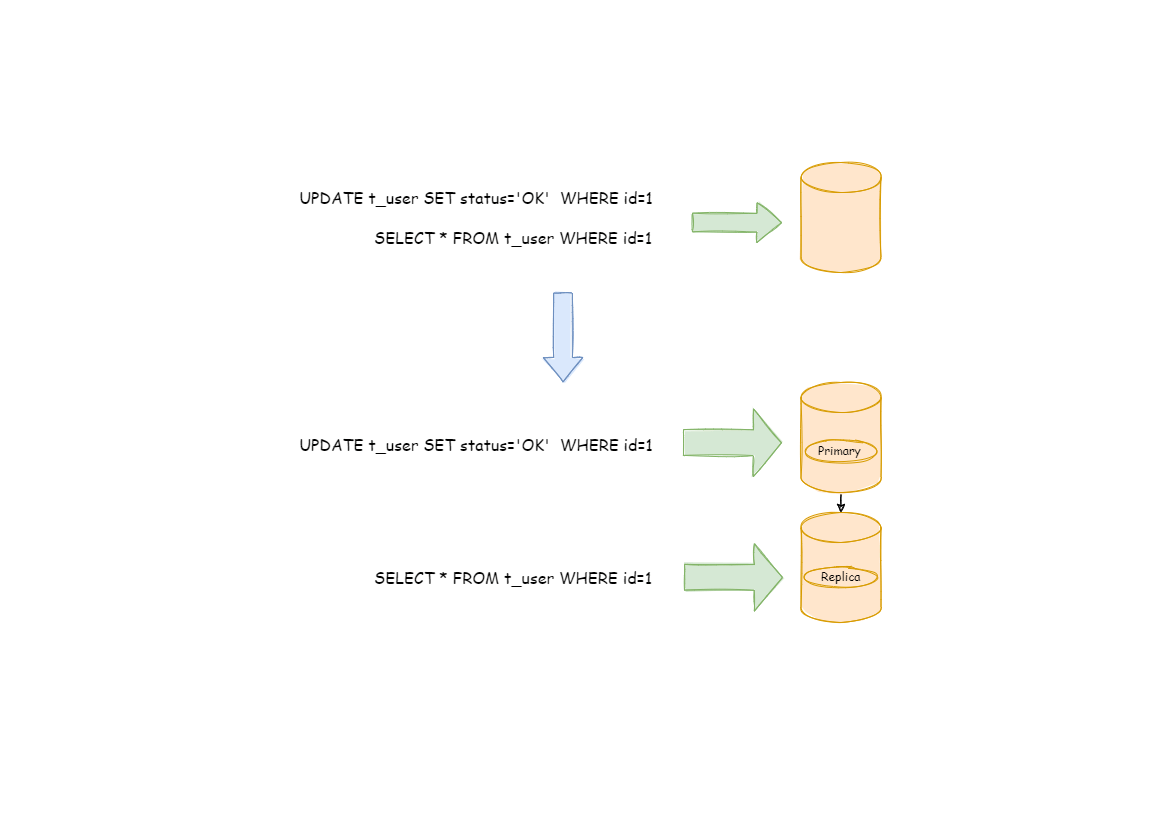 UPDATE t_user SET status='OK'  WHERE id=1
SELECT * FROM t_user WHERE id=1
UPDATE t_user SET status='OK'  WHERE id=1
Primary
SELECT * FROM t_user WHERE id=1
Replica